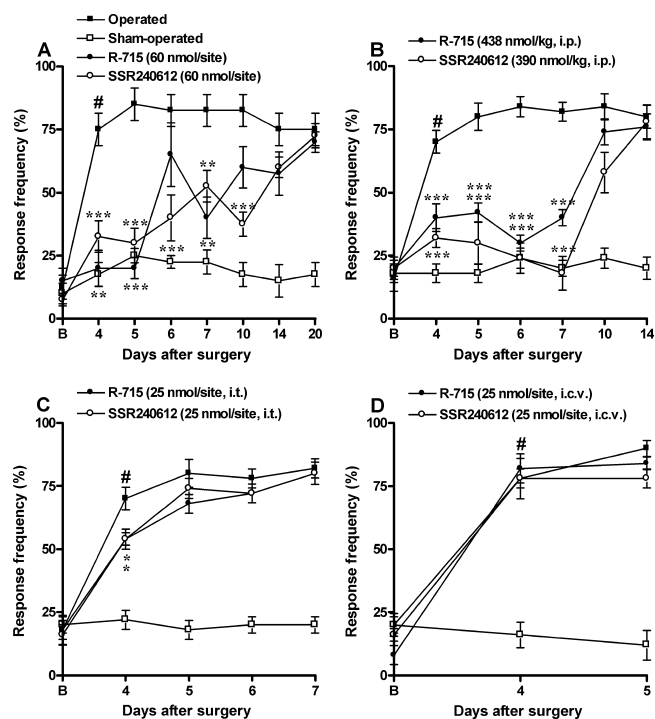 Operated
Sham-operated
R-715 (60 nmol/site)
SSR240612 (60 nmol/site)
A
Response frequency (%)
100
75
50
25
0
#
***
**
***
***
***
**
**
***
B 4 5 6 7 10 14 20
Days after surgery
R-715 (438 nmol/kg, i.p.)
SSR240612 (390 nmol/kg, i.p.)
B
Response frequency (%)
100
75
50
25
0
#
***
***
***
***
***
***
***
***
B 4 5 6 7 10 14
Days after surgery
R-715 (25 nmol/site, i.t.)
SSR240612 (25 nmol/site, i.t.)
C
Response frequency (%)
100
75
50
25
0
#
*
*
B 4 5 6 7
Days after surgery
R-715 (25 nmol/site, i.c.v.)
SSR240612 (25 nmol/site, i.c.v.)
D
Response frequency (%)
100
75
50
25
0
#
B 4 5
Days after surgery